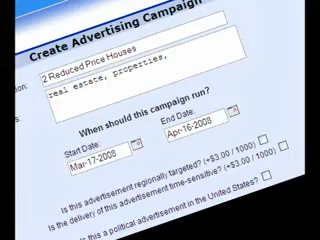 Create Advertising Campaign
ion: 2 Reduced Price Houses
s: real estate, properties,
When should this campaign run?
Start Date: End Date:
Mar-17-2008 Apr-16-2008
Is this advertisement regionally targeted? (+$3.00 / 1000)
Is the delivery of this advertisement time-sensitive? (+$3.00 / 1000)
Is this a political advertisement in the United States?